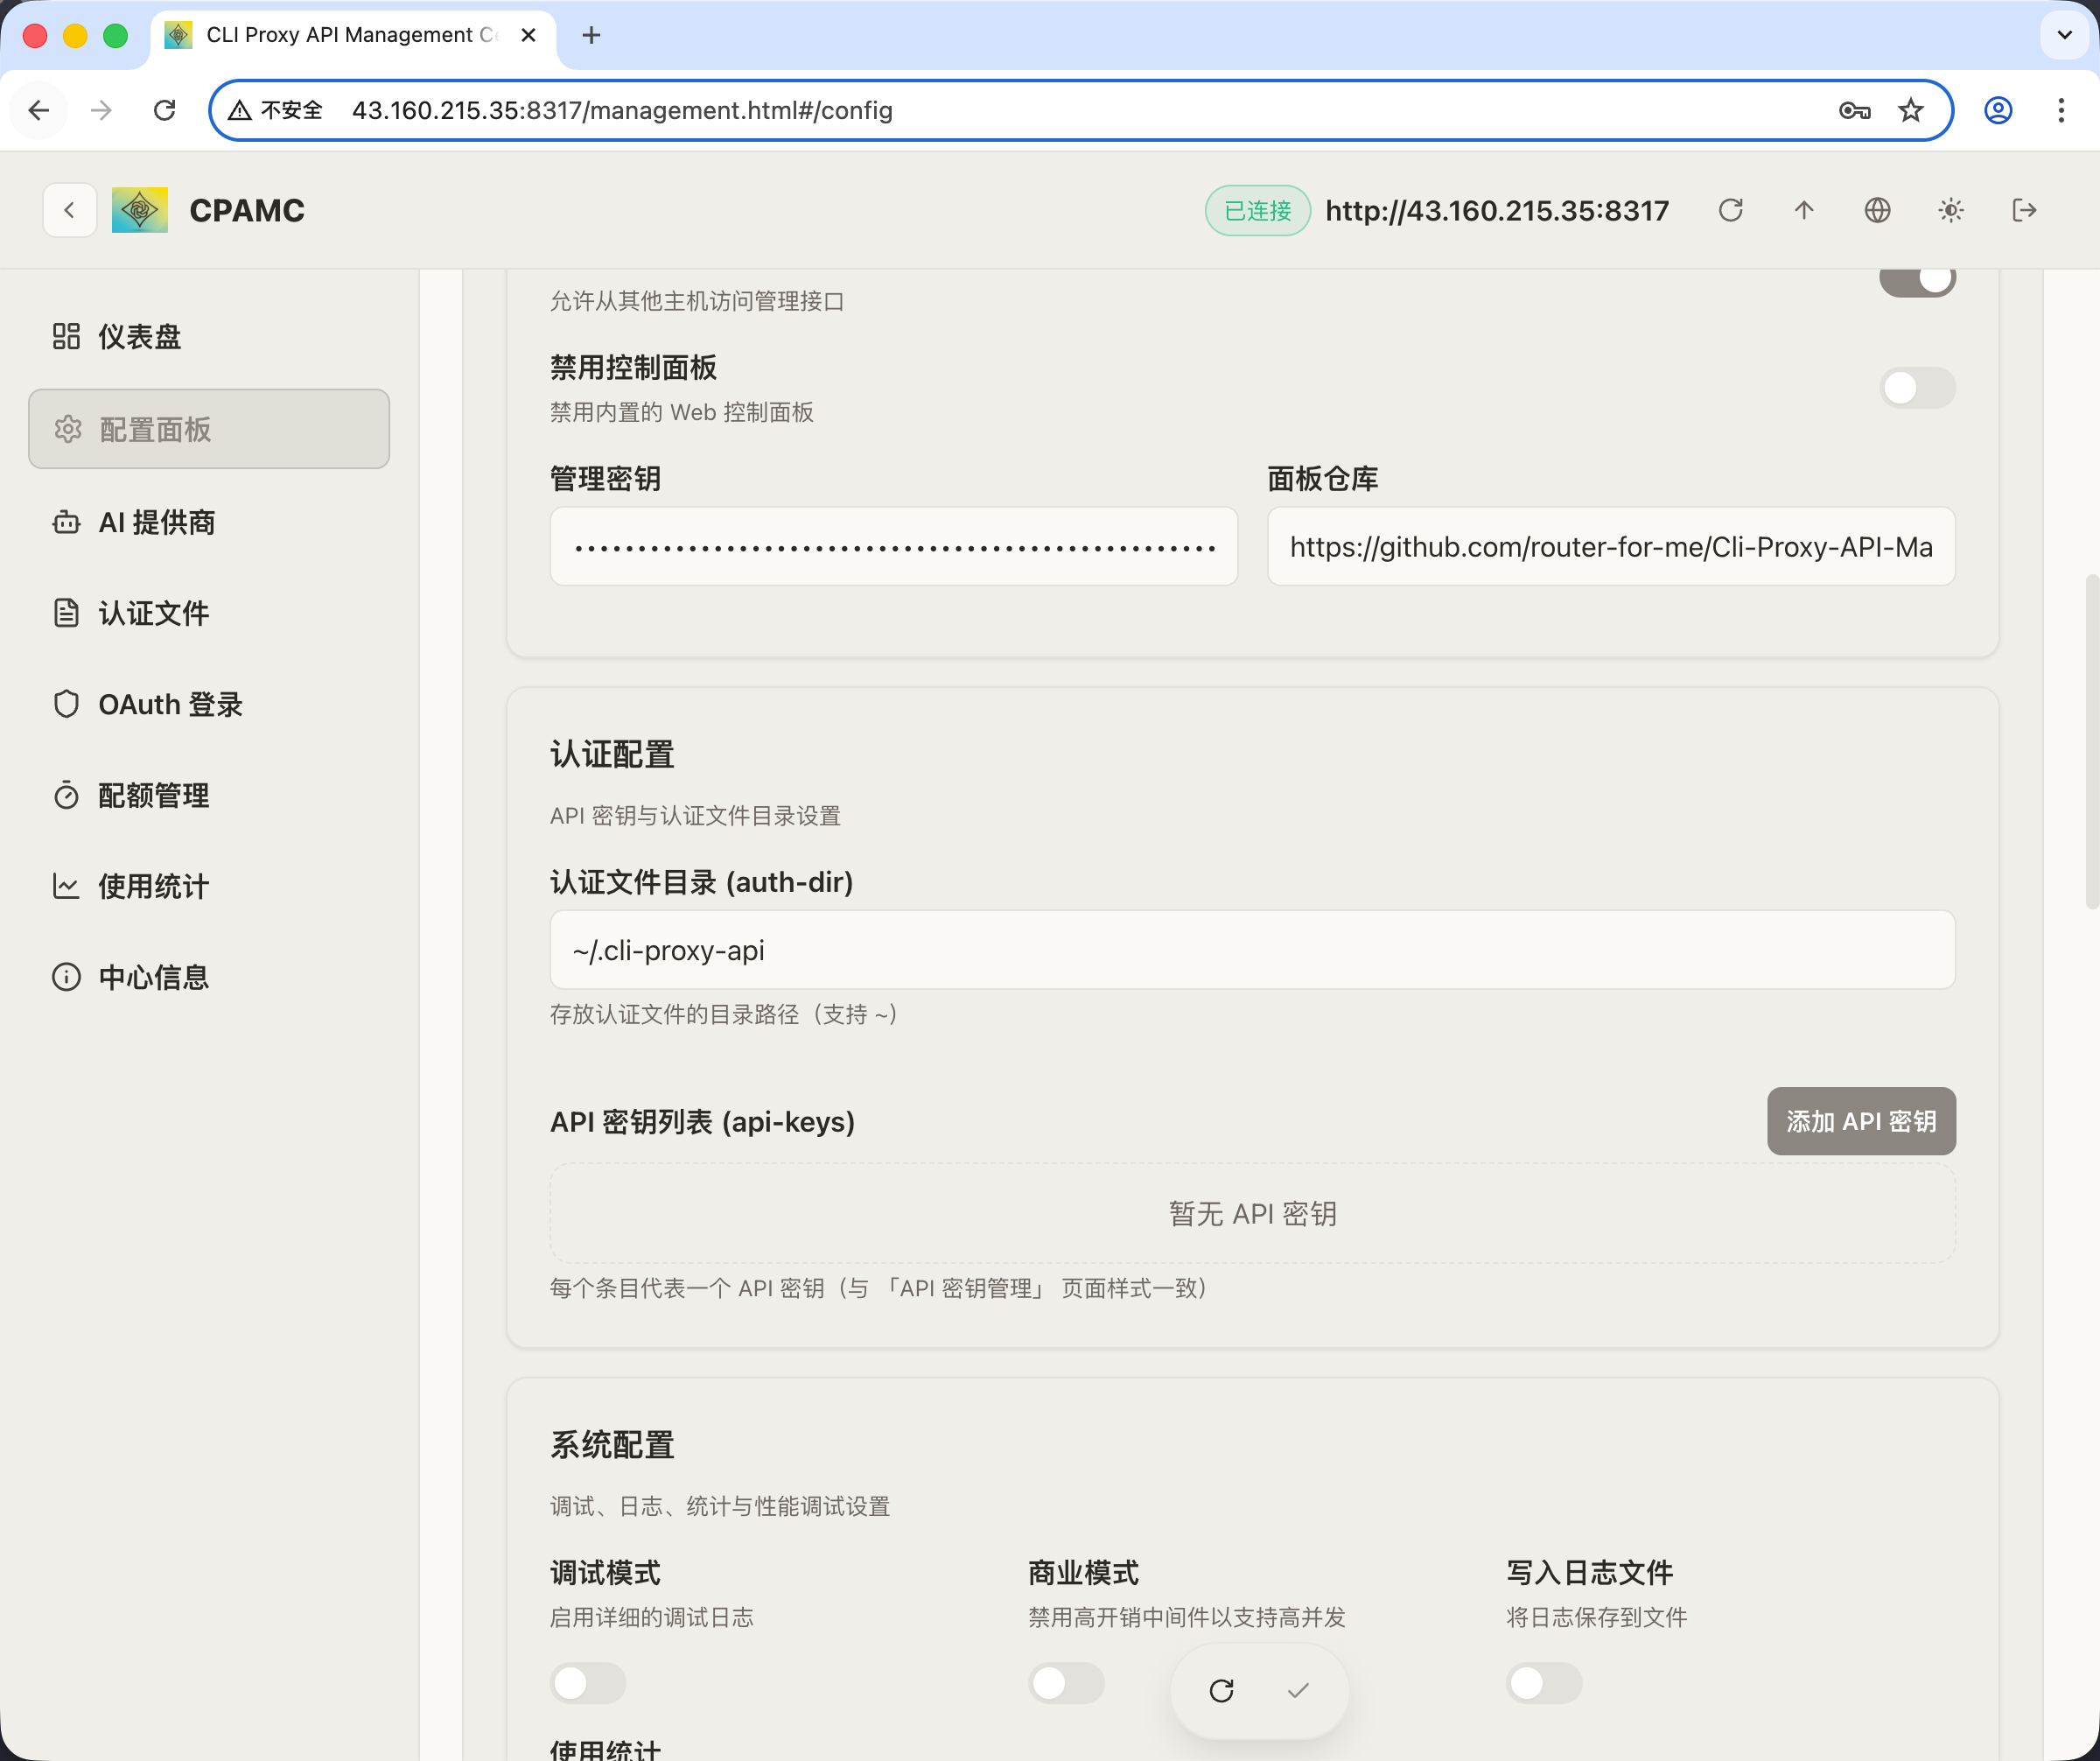 CLI Proxy API Management C
不安全
43.160.215.35:8317/management.html#/config
CPAMC
已连接
http://43.160.215.35:8317
仪表盘
配置面板
AI 提供商
认证文件
OAuth 登录
配额管理
使用统计
中心信息
允许从其他主机访问管理接口
禁用控制面板
禁用内置的 Web 控制面板
管理密钥
面板仓库
https://github.com/router-for-me/Cli-Proxy-API-Ma
认证配置
API 密钥与认证文件目录设置
认证文件目录 (auth-dir)
~/.cli-proxy-api
存放认证文件的目录路径（支持 ~）
API 密钥列表 (api-keys)
添加 API 密钥
暂无 API 密钥
每个条目代表一个 API 密钥（与 「API 密钥管理」 页面样式一致）
系统配置
调试、日志、统计与性能调试设置
调试模式
商业模式
写入日志文件
启用详细的调试日志
禁用高开销中间件以支持高并发
将日志保存到文件
使用统计